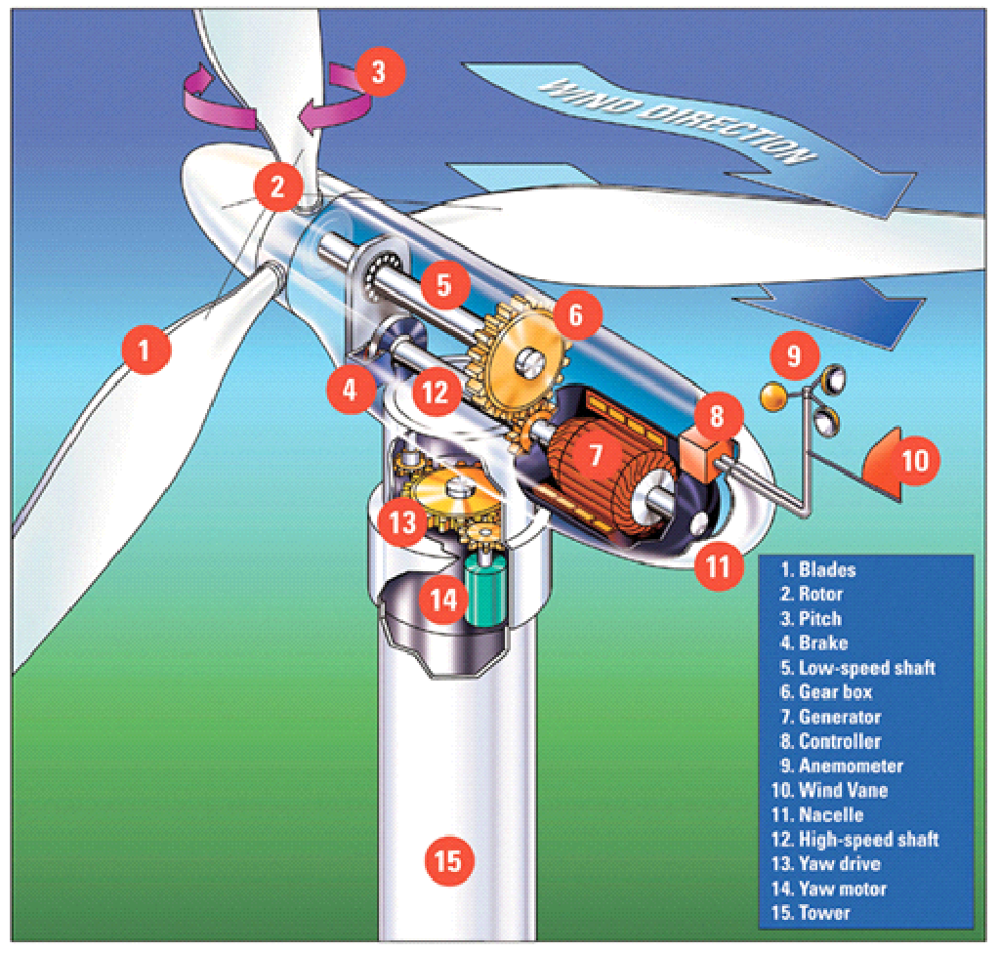 3
WIND DIRECTION
2
5
6
1
9
4
12
8
7
10
13
11
14
15
1. Blades
2. Rotor
3. Pitch
4. Brake
5. Low-speed shaft
6. Gear box
7. Generator
8. Controller
9. Anemometer
10. Wind Vane
11. Nacelle
12. High-speed shaft
13. Yaw drive
14. Yaw motor
15. Tower